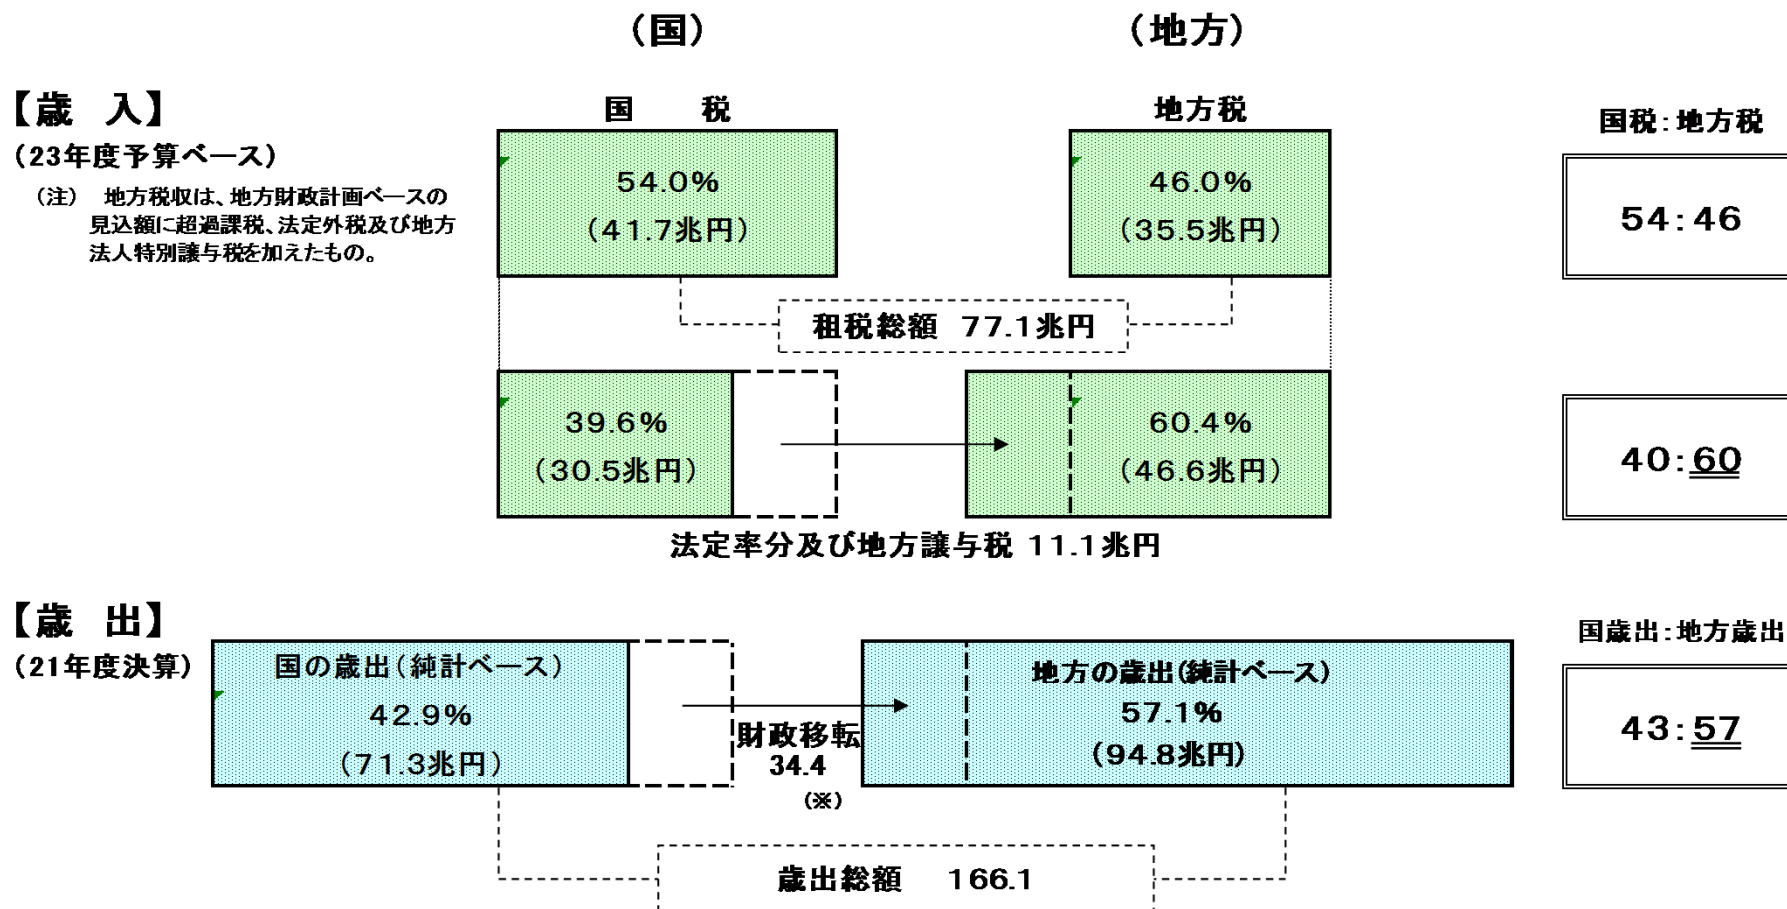 （国）　（地方）
【歳　入】
（23年度予算ベース）
（注）　地方税収は、地方財政計画ベースの
見込額に超過課税、法定外税及び地方
法人特別譲与税を加えたもの。
国　　税
54.0%
（41.7兆円）
地方税
46.0%
（35.5兆円）
国税：地方税
54：46
租税総額　77.1兆円
39.6%
（30.5兆円）
60.4%
（46.6兆円）
40：60
法定率分及び地方譲与税 11.1兆円
【歳　出】
（21年度決算）
国の歳出（純計ベース）
42.9%
（71.3兆円）
財政移転
34.4
（※）
地方の歳出（純計ベース）
57.1%
（94.8兆円）
国歳出：地方歳出
43：57
歳出総額　166.1